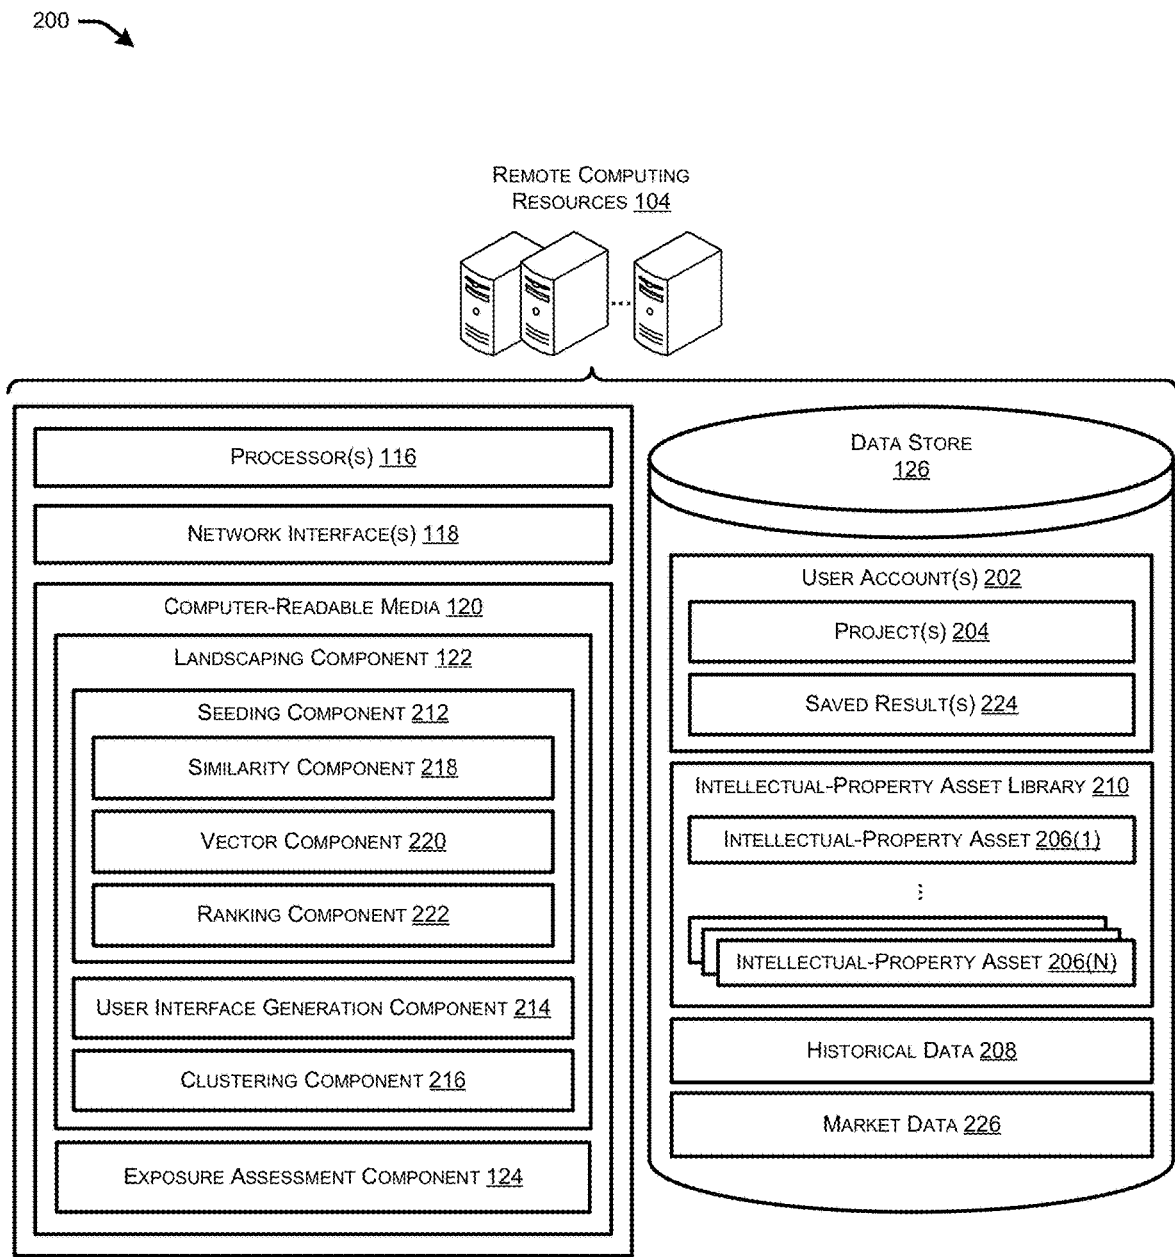 200
REMOTE COMPUTING
RESOURCES 104
...
PROCESSOR(S) 116
NETWORK INTERFACE(S) 118
COMPUTER-READABLE MEDIA 120
LANDSCAPING COMPONENT 122
SEEDING COMPONENT 212
SIMILARITY COMPONENT 218
VECTOR COMPONENT 220
RANKING COMPONENT 222
USER INTERFACE GENERATION COMPONENT 214
CLUSTERING COMPONENT 216
EXPOSURE ASSESSMENT COMPONENT 124
DATA STORE
126
USER ACCOUNT(S) 202
PROJECT(S) 204
SAVED RESULT(S) 224
INTELLECTUAL-PROPERTY ASSET LIBRARY 210
INTELLECTUAL-PROPERTY ASSET 206(1)
⋮
INTELLECTUAL-PROPERTY ASSET 206(N)
HISTORICAL DATA 208
MARKET DATA 226